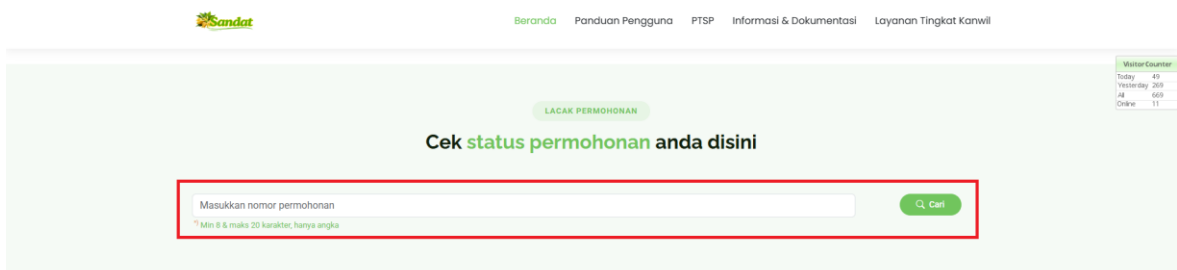 Sandat
Beranda Panduan Pengguna PTSP Informasi & Dokumentasi Layanan Tingkat Kanwil
Visitor Counter
Today 49
Yesterday 269
All 669
Online 11
LACAK PERMOHONAN
Cek status permohonan anda disini
Masukkan nomor permohonan
Cari
*) Min 8 & maks 20 karakter, hanya angka